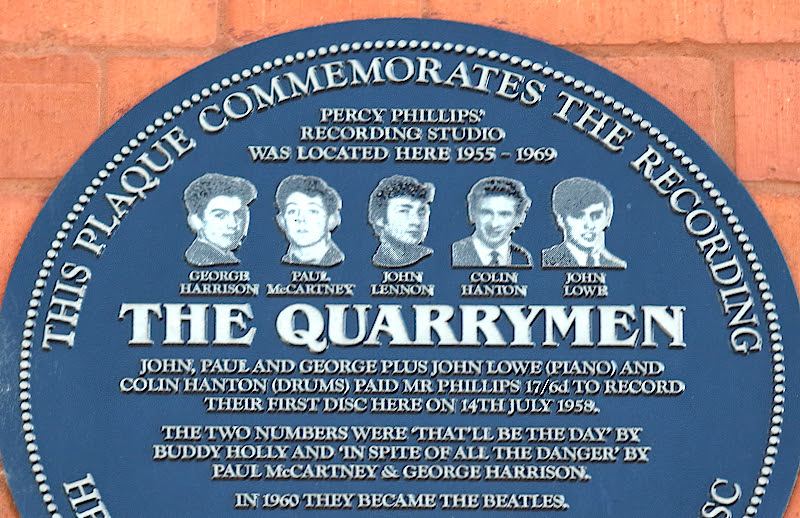 THIS PLAQUE COMMEMORATES THE RECORDING
PERCY PHILLIPS'
RECORDING STUDIO
WAS LOCATED HERE 1955 - 1969
GEORGE HARRISON
PAUL McCARTNEY
JOHN LENNON
COLIN HANTON
JOHN LOWE
THE QUARRYMEN
JOHN, PAUL AND GEORGE PLUS JOHN LOWE (PIANO) AND
COLIN HANTON (DRUMS) PAID MR PHILLIPS 17/6d TO RECORD
THEIR FIRST DISC HERE ON 14TH JULY 1958.
THE TWO NUMBERS WERE 'THAT'LL BE THE DAY' BY
BUDDY HOLLY AND 'IN SPITE OF ALL THE DANGER' BY
PAUL McCARTNEY & GEORGE HARRISON.
IN 1960 THEY BECAME THE BEATLES.